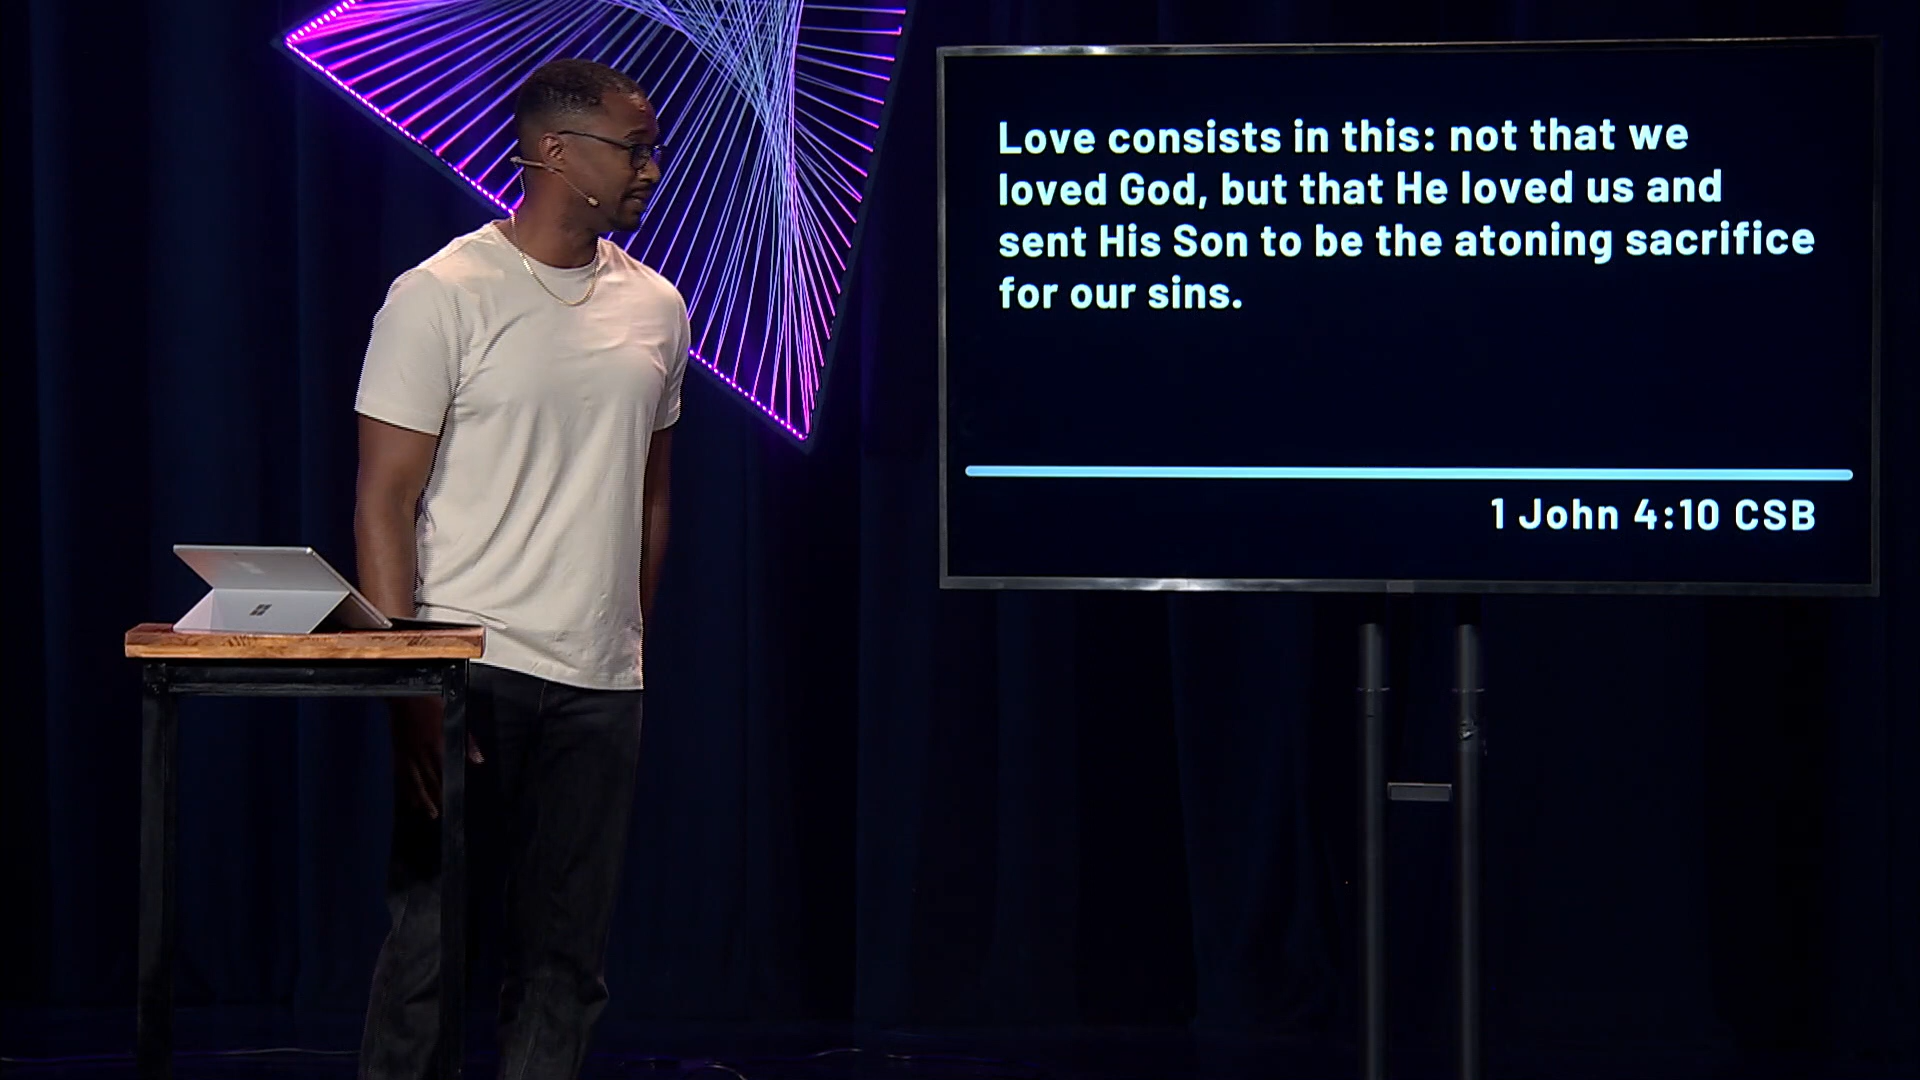 Love consists in this: not that we
loved God, but that He loved us and
sent His Son to be the atoning sacrifice
for our sins.
1 John 4:10 CSB